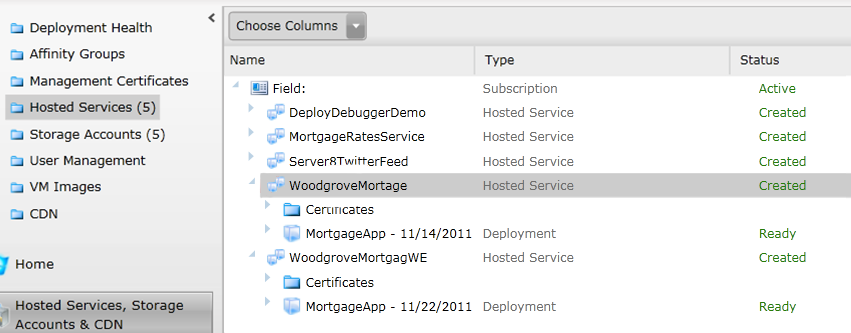 Deployment Health
Affinity Groups
Management Certificates
Hosted Services (5)
Storage Accounts (5)
User Management
VM Images
CDN
Home
Hosted Services, Storage
Accounts & CDN
Choose Columns
Name Type Status
Field: Subscription Active
DeployDebuggerDemo Hosted Service Created
MortgageRatesService Hosted Service Created
Server8TwitterFeed Hosted Service Created
WoodgroveMortage Hosted Service Created
Certificates
MortgageApp - 11/14/2011 Deployment Ready
WoodgroveMortgagWE Hosted Service Created
Certificates
MortgageApp - 11/22/2011 Deployment Ready